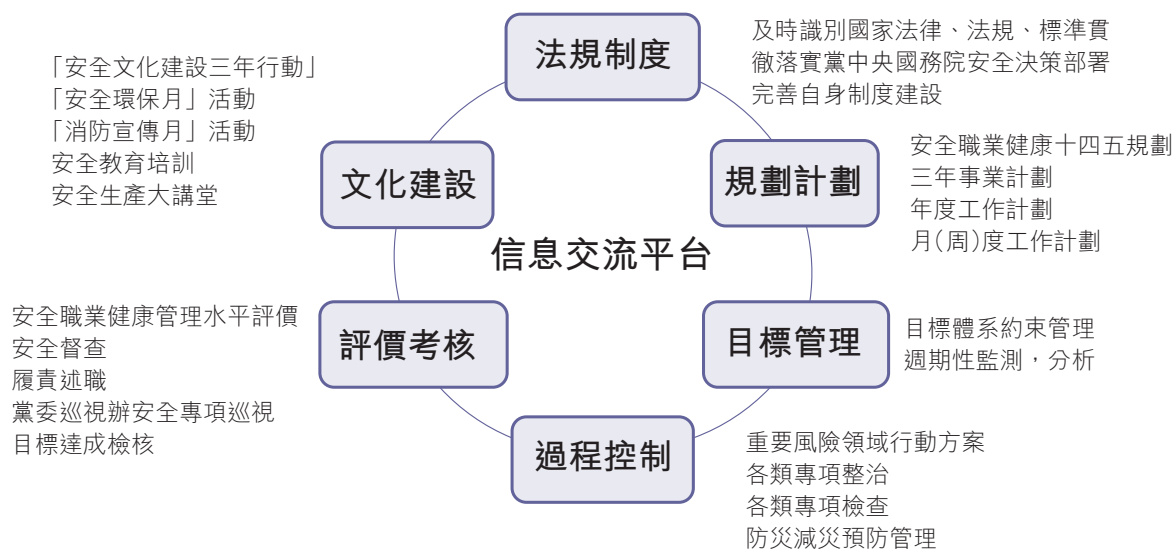 法規制度
及時識別國家法律、法規、標準貫
徹落實黨中央國務院安全決策部署
完善自身制度建設
規劃計劃
安全職業健康十四五規劃
三年事業計劃
年度工作計劃
月(周)度工作計劃
目標管理
目標體系約束管理
週期性監測，分析
過程控制
重要風險領域行動方案
各類專項整治
各類專項檢查
防災減災預防管理
評價考核
安全職業健康管理水平評價
安全督查
履責述職
黨委巡視辦安全專項巡視
目標達成檢核
文化建設
「安全文化建設三年行動」
「安全環保月」活動
「消防宣傳月」活動
安全教育培訓
安全生產大講堂
信息交流平台